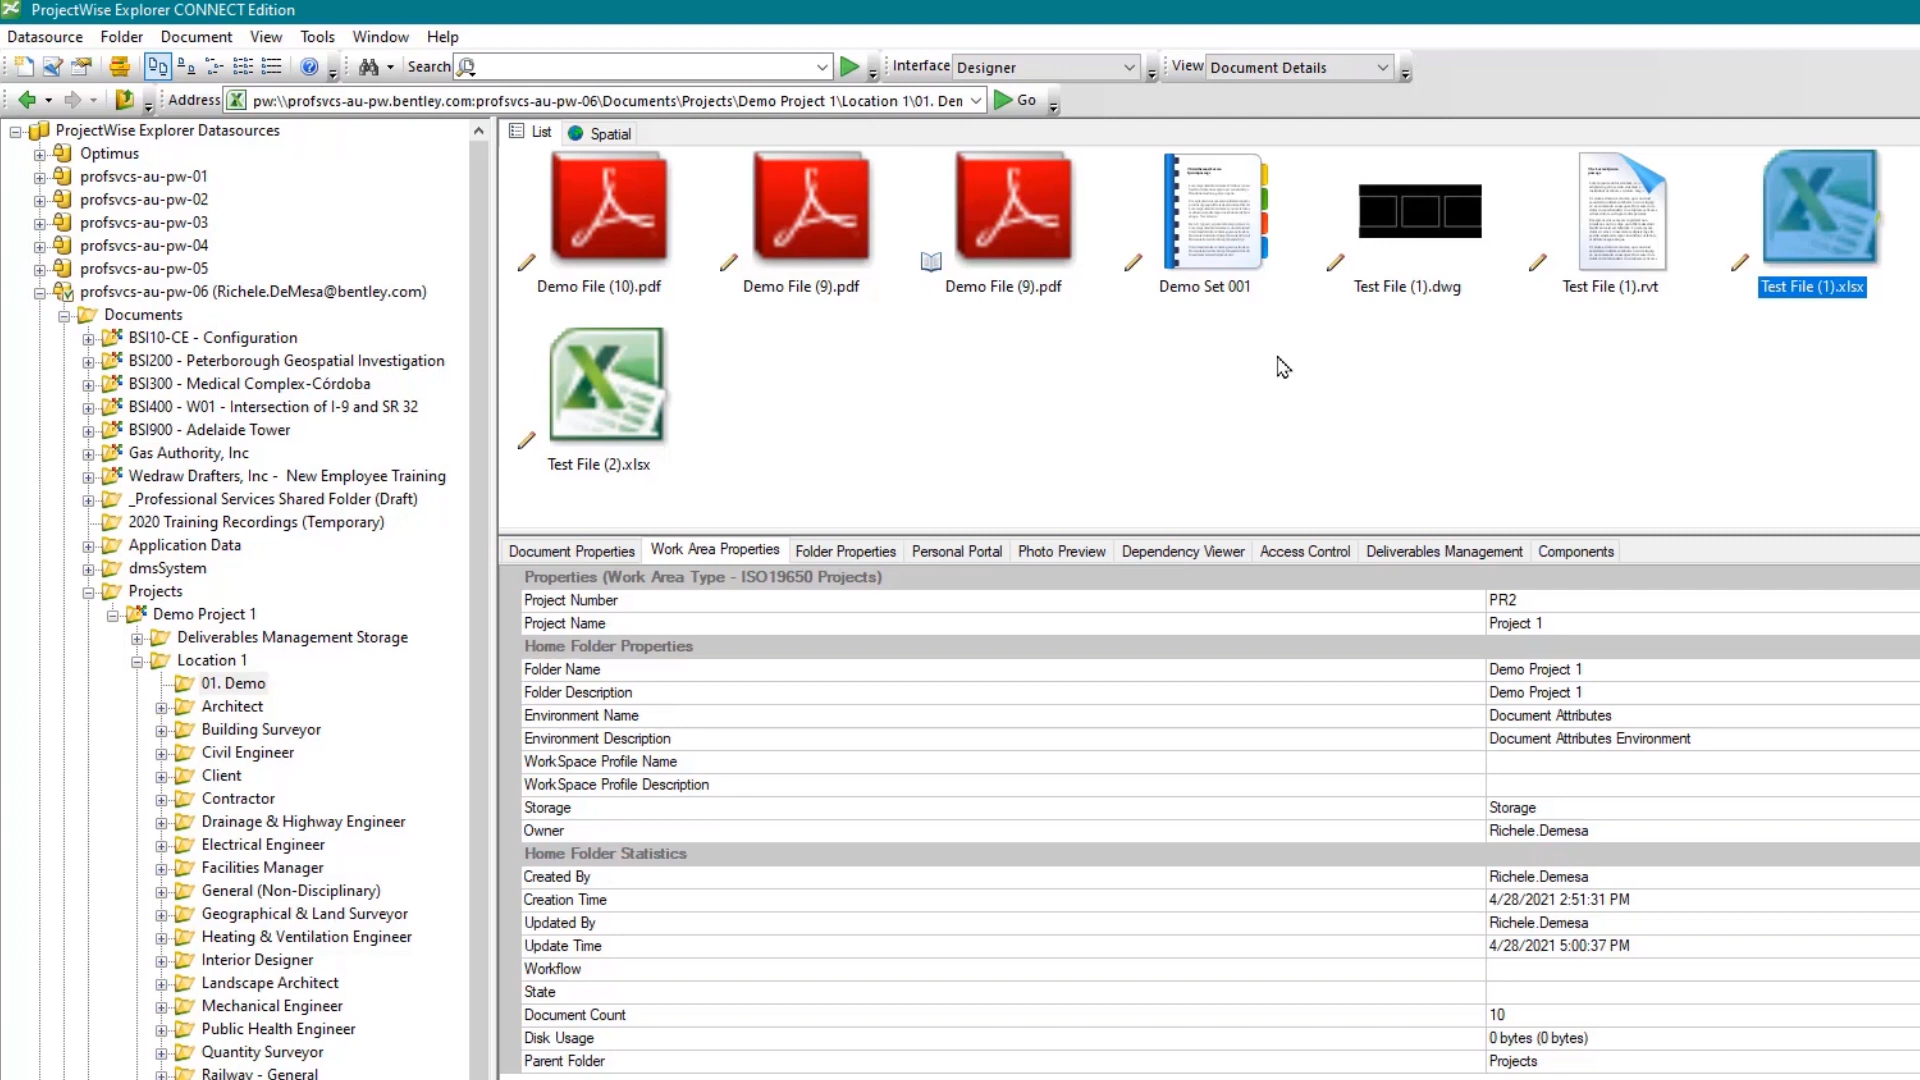 ProjectWise Explorer CONNECT Edition
Datasource Folder Document View Tools Window Help
Search Interface Designer View Document Details
Address pw:\\profsvcs-au-pw.bentley.com:profsvcs-au-pw-06\Documents\Projects\Demo Project 1\Location 1\01. Den Go
ProjectWise Explorer Datasources
Optimus
profsvcs-au-pw-01
profsvcs-au-pw-02
profsvcs-au-pw-03
profsvcs-au-pw-04
profsvcs-au-pw-05
profsvcs-au-pw-06 (Richele.DeMesa@bentley.com)
Documents
BSI10-CE - Configuration
BSI200 - Peterborough Geospatial Investigation
BSI300 - Medical Complex-Córdoba
BSI400 - W01 - Intersection of I-9 and SR 32
BSI900 - Adelaide Tower
Gas Authority, Inc
Wedraw Drafters, Inc -  New Employee Training
_Professional Services Shared Folder (Draft)
2020 Training Recordings (Temporary)
Application Data
dmsSystem
Projects
Demo Project 1
Deliverables Management Storage
Location 1
01. Demo
Architect
Building Surveyor
Civil Engineer
Client
Contractor
Drainage & Highway Engineer
Electrical Engineer
Facilities Manager
General (Non-Disciplinary)
Geographical & Land Surveyor
Heating & Ventilation Engineer
Interior Designer
Landscape Architect
Mechanical Engineer
Public Health Engineer
Quantity Surveyor
Railway - General
List Spatial
Demo File (10).pdf Demo File (9).pdf Demo File (9).pdf Demo Set 001 Test File (1).dwg Test File (1).rvt Test File (1).xlsx
Test File (2).xlsx
Document Properties Work Area Properties Folder Properties Personal Portal Photo Preview Dependency Viewer Access Control Deliverables Management Components
Properties (Work Area Type - ISO19650 Projects)
Project Number PR2
Project Name Project 1
Home Folder Properties
Folder Name Demo Project 1
Folder Description Demo Project 1
Environment Name Document Attributes
Environment Description Document Attributes Environment
WorkSpace Profile Name
WorkSpace Profile Description
Storage Storage
Owner Richele.Demesa
Home Folder Statistics
Created By Richele.Demesa
Creation Time 4/28/2021 2:51:31 PM
Updated By Richele.Demesa
Update Time 4/28/2021 5:00:37 PM
Workflow
State
Document Count 10
Disk Usage 0 bytes (0 bytes)
Parent Folder Projects